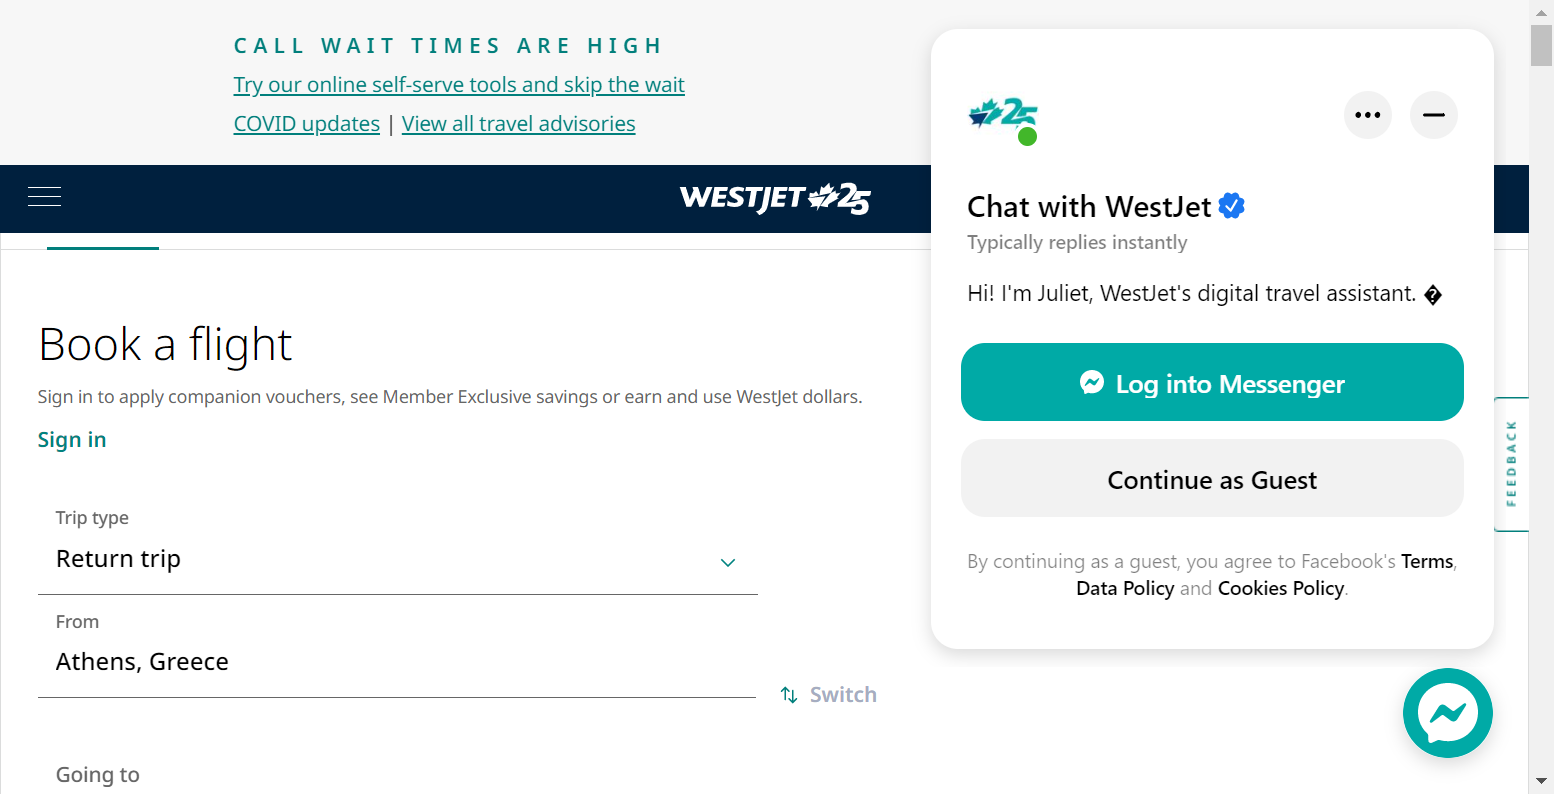 CALL WAIT TIMES ARE HIGH
Try our online self-serve tools and skip the wait
COVID updates | View all travel advisories
WESTJET 25
Book a flight
Sign in to apply companion vouchers, see Member Exclusive savings or earn and use WestJet dollars.
Sign in
Trip type
Return trip
From
Athens, Greece
Switch
Going to
25
Chat with WestJet
Typically replies instantly
Hi! I'm Juliet, WestJet's digital travel assistant. �
Log into Messenger
Continue as Guest
By continuing as a guest, you agree to Facebook's Terms,
Data Policy and Cookies Policy.
FEEDBACK